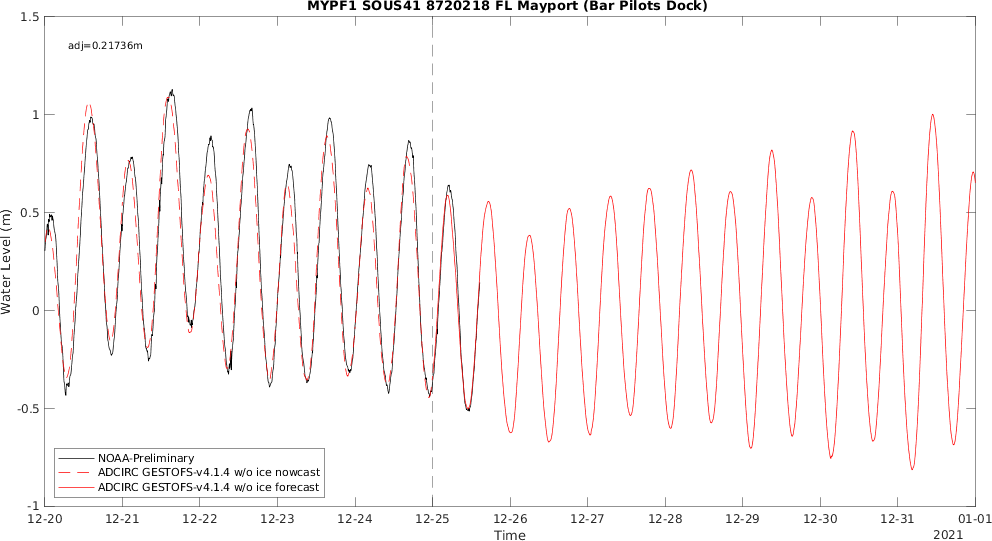 MYPF1 SOUS41 8720218 FL Mayport (Bar Pilots Dock)
adj=0.21736m
1.5
1
0.5
0
-0.5
-1
Water Level (m)
NOAA-Preliminary
ADCIRC GESTOFS-v4.1.4 w/o ice nowcast
ADCIRC GESTOFS-v4.1.4 w/o ice forecast
12-20 12-21 12-22 12-23 12-24 12-25 12-26 12-27 12-28 12-29 12-30 12-31 01-01
Time
2021